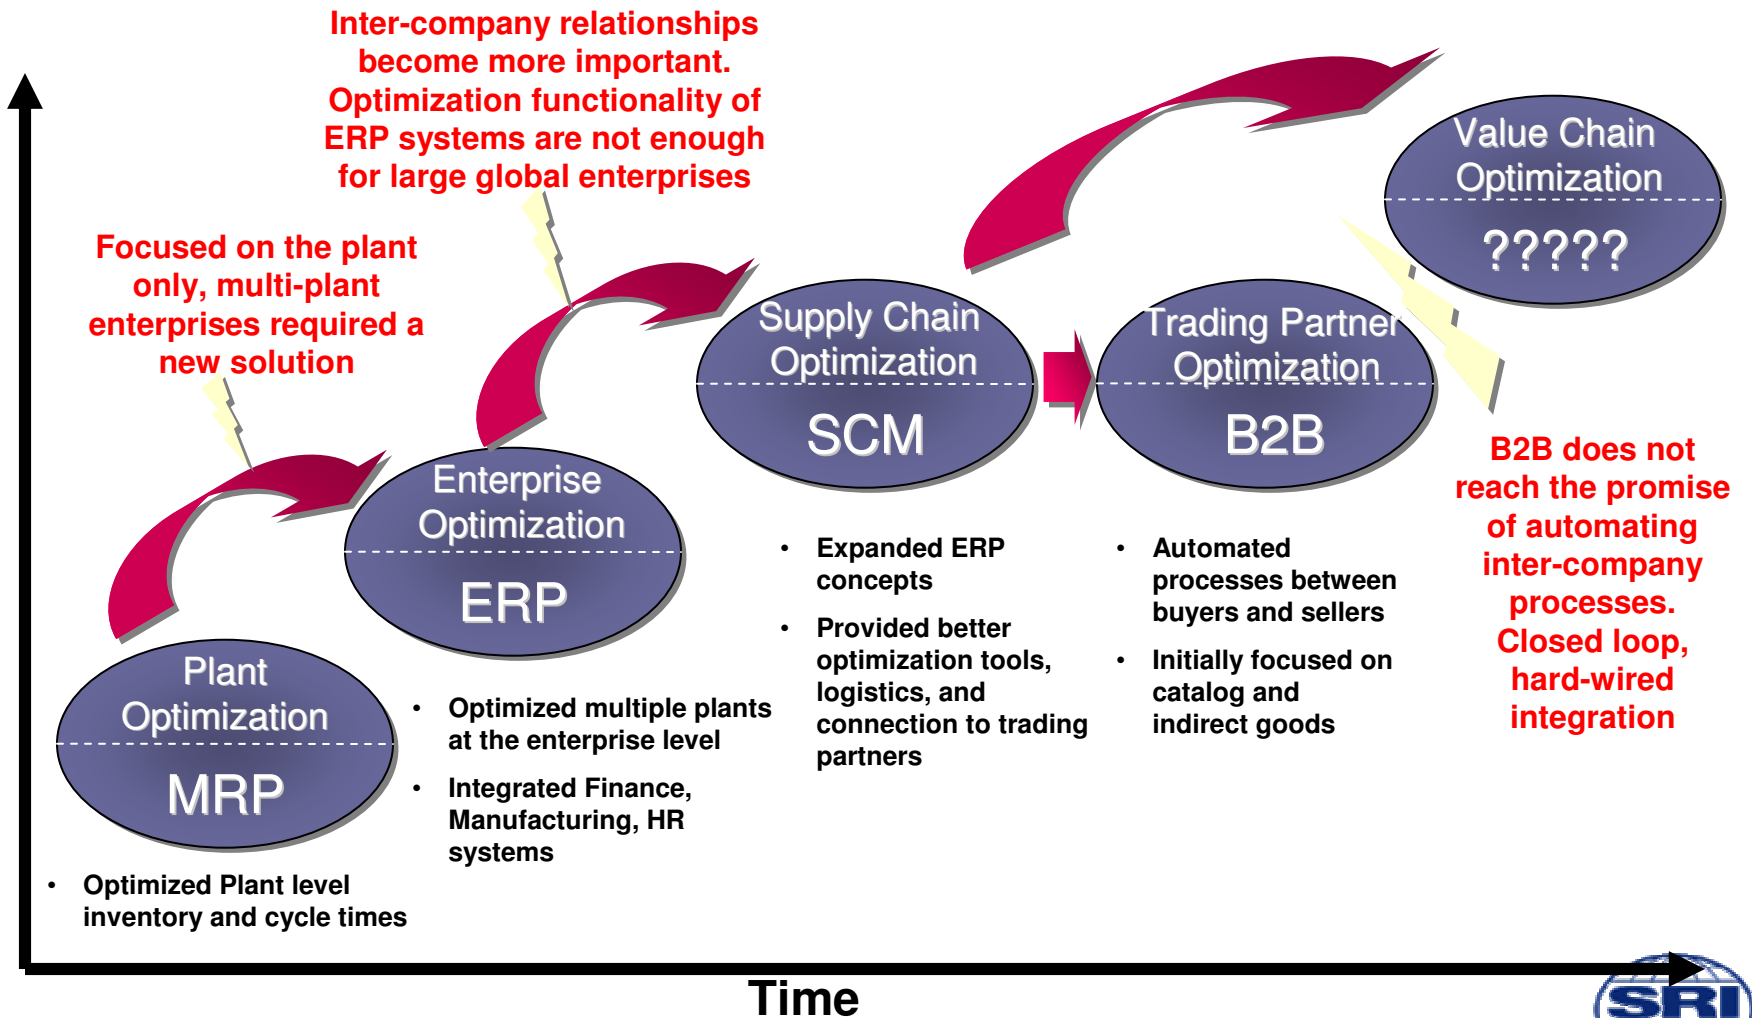 Inter-company relationships
become more important.
Optimization functionality of
ERP systems are not enough
for large global enterprises
Focused on the plant
only, multi-plant
enterprises required a
new solution
Value Chain
Optimization
?????
Supply Chain
Optimization
SCM
Trading Partner
Optimization
B2B
B2B does not
reach the promise
of automating
inter-company
processes.
Closed loop,
hard-wired
integration
Enterprise
Optimization
ERP
Plant
Optimization
MRP
• Optimized Plant level
inventory and cycle times
• Optimized multiple plants
at the enterprise level
• Integrated Finance,
Manufacturing, HR
systems
• Expanded ERP
concepts
• Provided better
optimization tools,
logistics, and
connection to trading
partners
• Automated
processes between
buyers and sellers
• Initially focused on
catalog and
indirect goods
Time
SRI